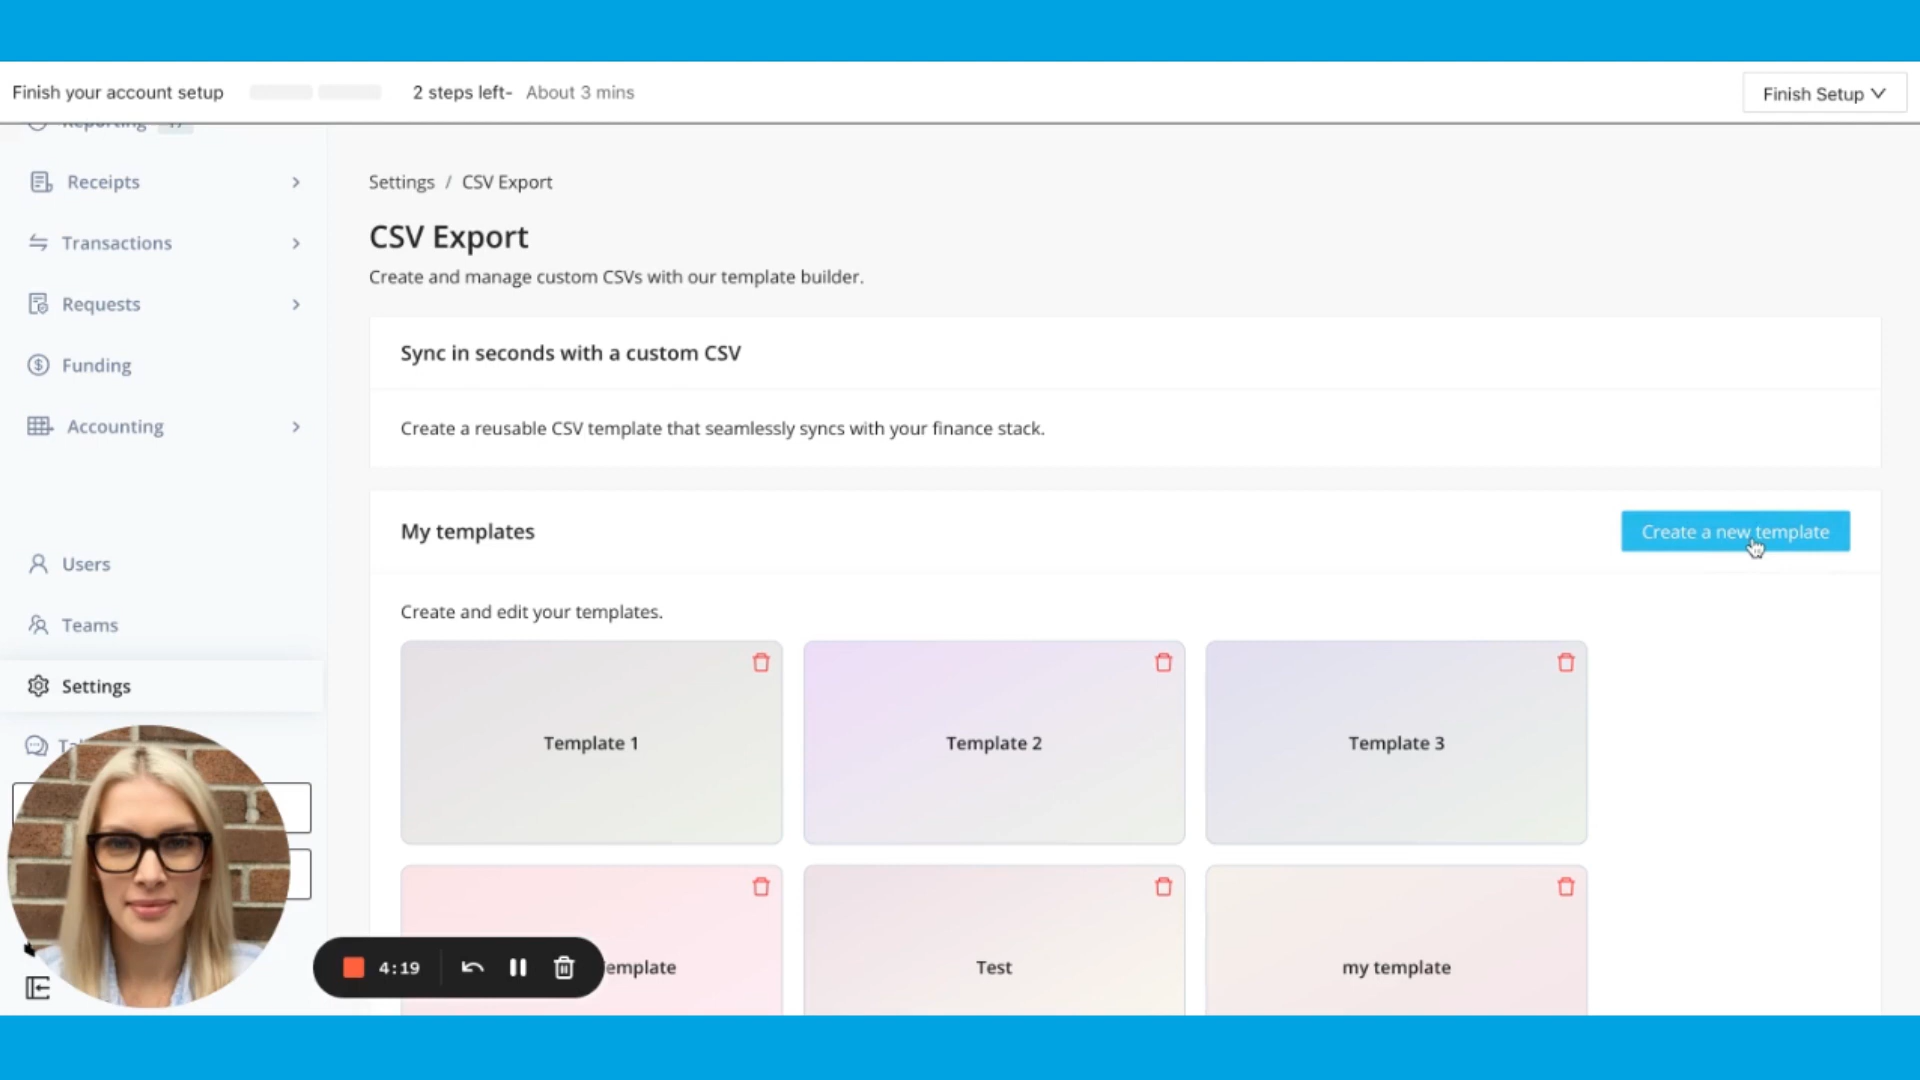 Finish your account setup
2 steps left- About 3 mins
Finish Setup
Reporting
Receipts
Transactions
Requests
Funding
Accounting
Users
Teams
Settings
Settings / CSV Export
CSV Export
Create and manage custom CSVs with our template builder.
Sync in seconds with a custom CSV
Create a reusable CSV template that seamlessly syncs with your finance stack.
My templates
Create a new template
Create and edit your templates.
Template 1
Template 2
Template 3
emplate
Test
my template
4:19